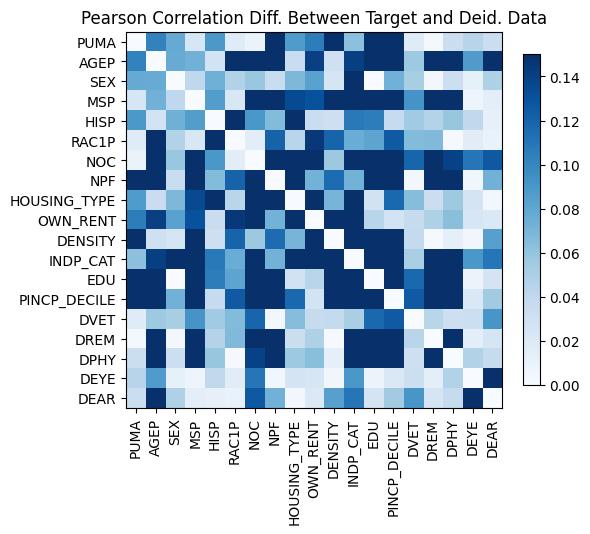 Pearson Correlation Diff. Between Target and Deid. Data
PUMA
AGEP
SEX
MSP
HISP
RAC1P
NOC
NPF
HOUSING_TYPE
OWN_RENT
DENSITY
INDP_CAT
EDU
PINCP_DECILE
DVET
DREM
DPHY
DEYE
DEAR
0.14
0.12
0.10
0.08
0.06
0.04
0.02
0.00
PUMA
AGEP
SEX
MSP
HISP
RAC1P
NOC
NPF
HOUSING_TYPE
OWN_RENT
DENSITY
INDP_CAT
EDU
PINCP_DECILE
DVET
DREM
DPHY
DEYE
DEAR